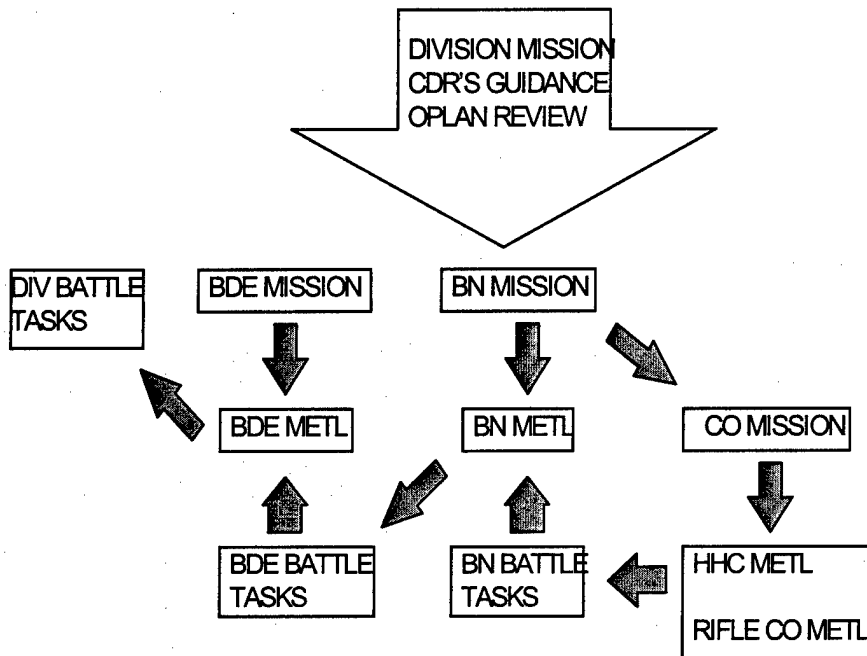 DIVISION MISSION
CDR'S GUIDANCE
OPLAN REVIEW
DIV BATTLE
TASKS
BDE MISSION
BN MISSION
BDE METL
BN METL
CO MISSION
BDE BATTLE
TASKS
BN BATTLE
TASKS
HHC METL
RIFLE CO METL